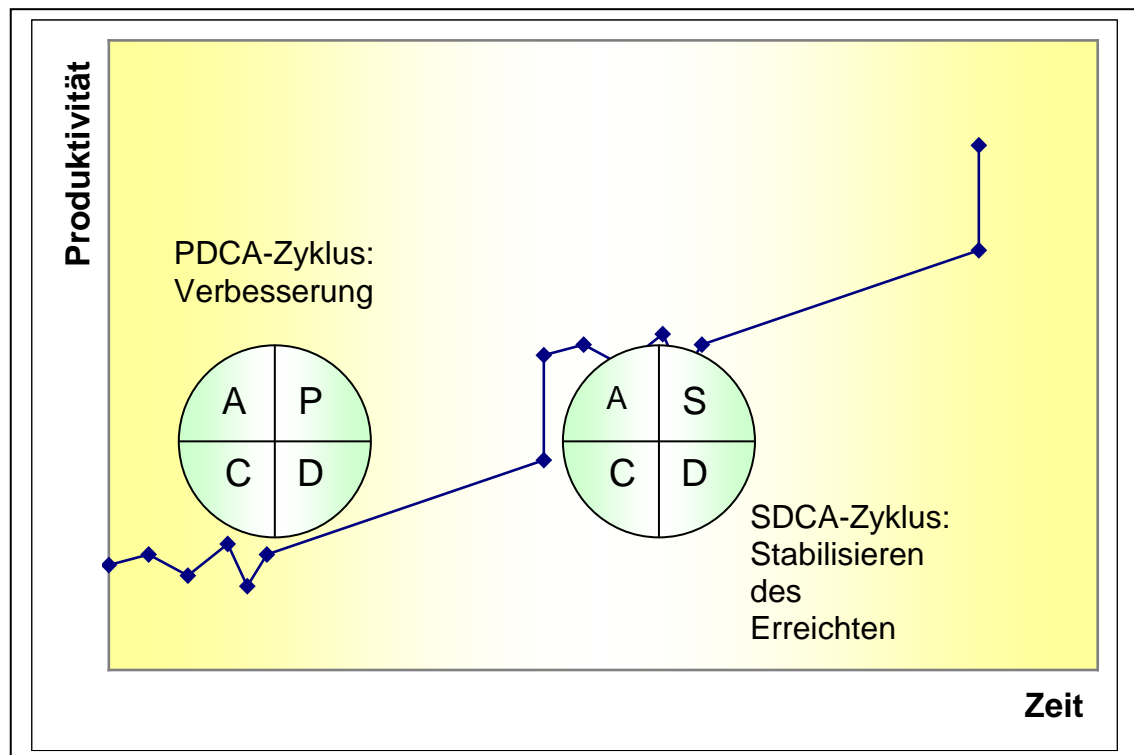 Produktivität
PDCA-Zyklus:
Verbesserung
A P
C D
A S
C D
SDCA-Zyklus:
Stabilisieren
des
Erreichten
Zeit